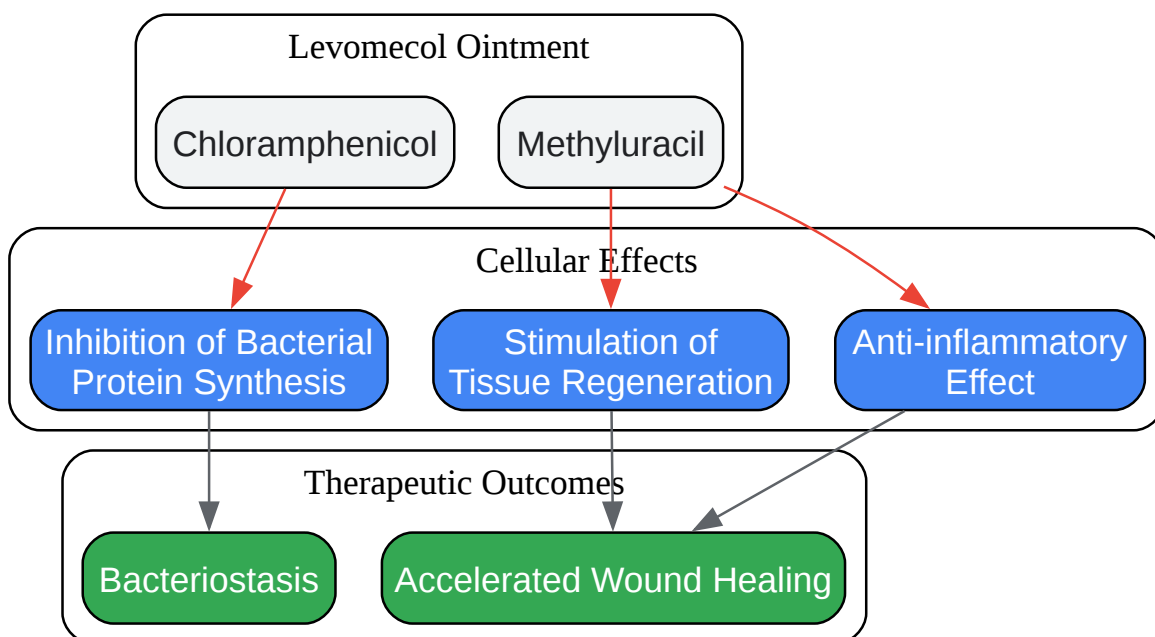 Levomecol Ointment
Chloramphenicol
Methyluracil
Cellular Effects
Inhibition of Bacterial
Protein Synthesis
Stimulation of
Tissue Regeneration
Anti-inflammatory
Effect
Therapeutic Outcomes
Bacteriostasis
Accelerated Wound Healing